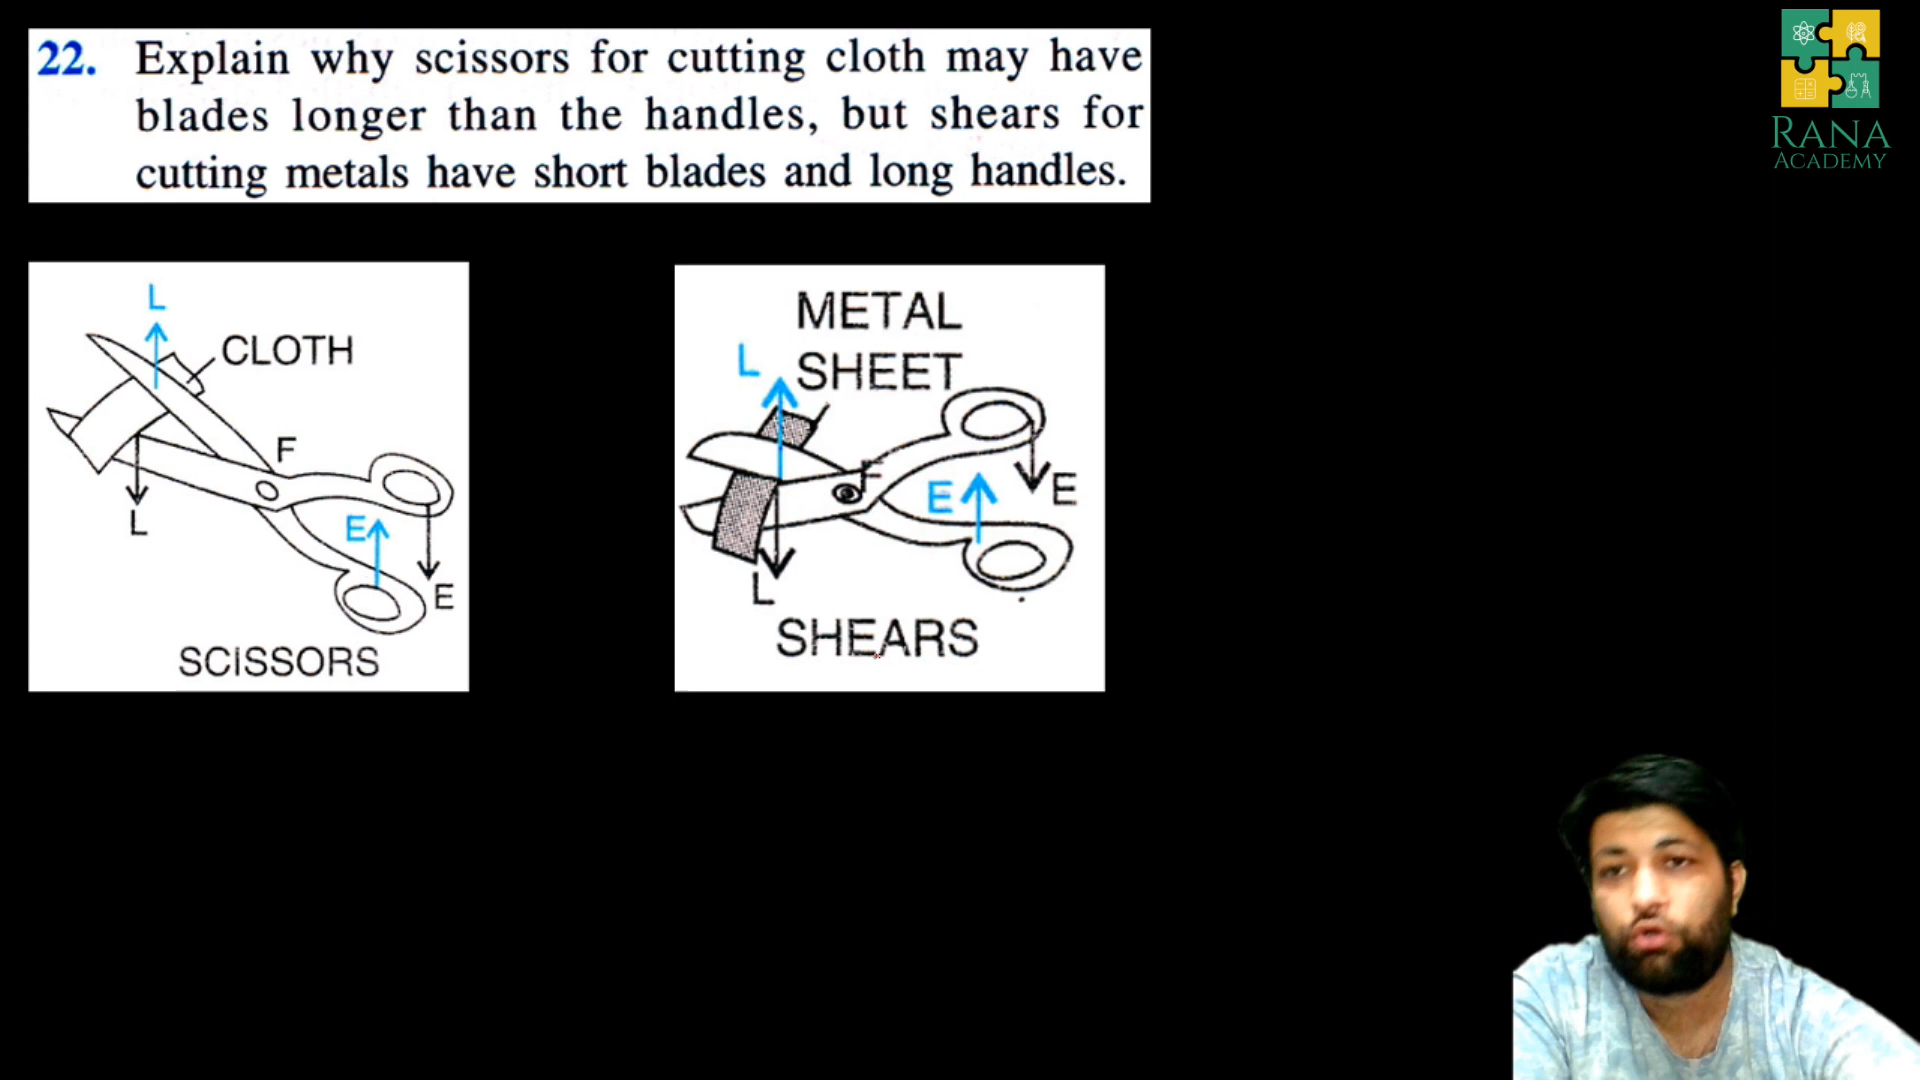 22. Explain why scissors for cutting cloth may have
blades longer than the handles, but shears for
cutting metals have short blades and long handles.
RANA
ACADEMY
L
CLOTH
F
L
E
E
SCISSORS
METAL
L
SHEET
F
E
E
L
SHEARS